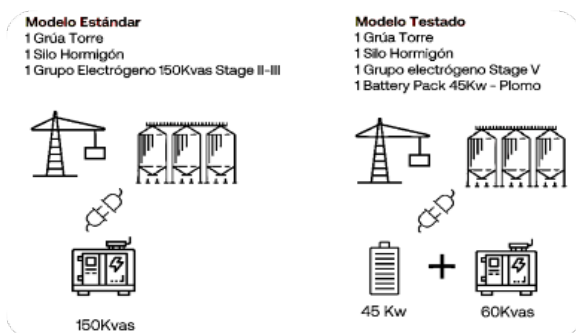 Modelo Estándar
1 Grúa Torre
1 Silo Hormigón
1 Grupo Electrógeno 150Kvas Stage II-III
Modelo Testado
1 Grúa Torre
1 Silo Hormigón
1 Grupo electrógeno Stage V
1 Battery Pack 45Kw - Plomo
150Kvas
45 Kw
+
60Kvas